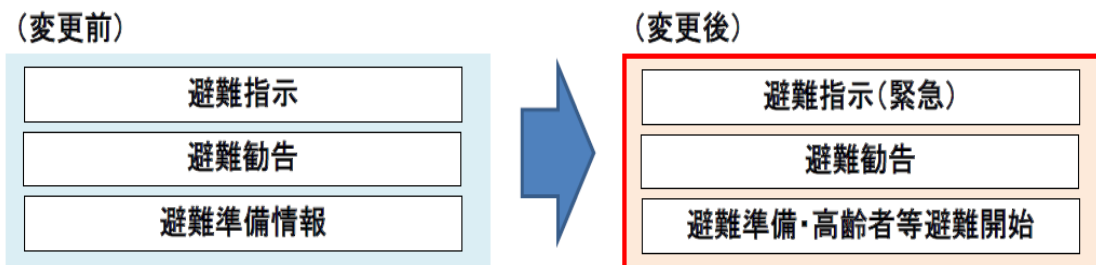 (変更前)
避難指示
避難勧告
避難準備情報
(変更後)
避難指示(緊急)
避難勧告
避難準備・高齢者等避難開始